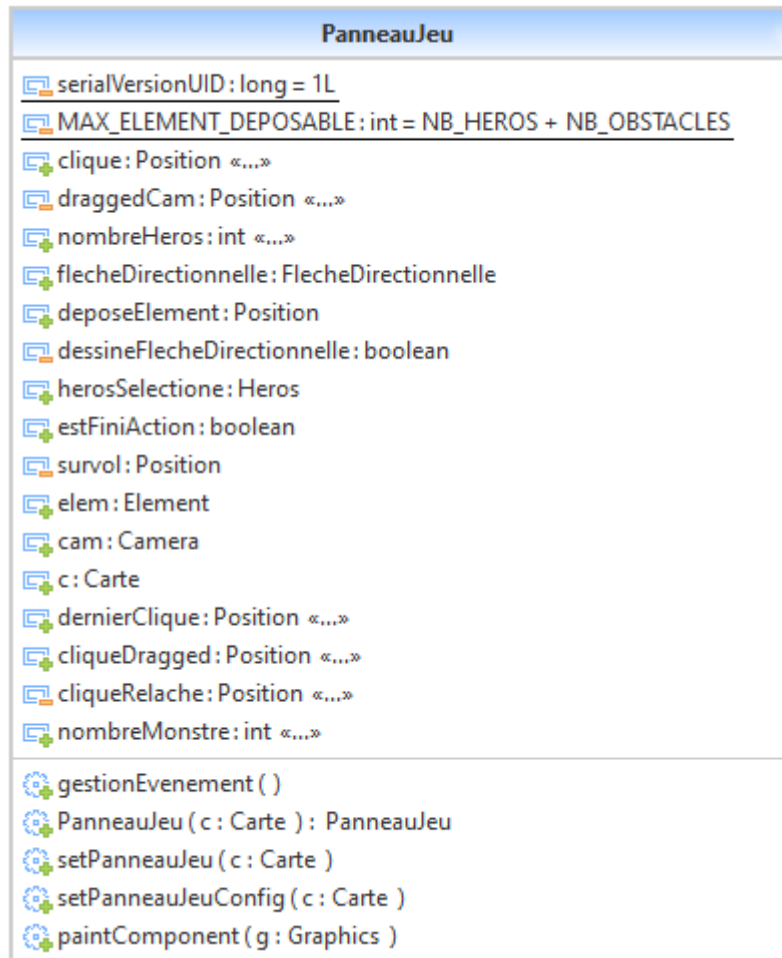 PanneauJeu
serialVersionUID : long = 1L
MAX_ELEMENT_DEPOSABLE : int = NB_HEROS + NB_OBSTACLES
clique : Position «...»
draggedCam : Position «...»
nombreHeros : int «...»
flecheDirectionnelle : FlecheDirectionnelle
deposeElement : Position
dessineFlecheDirectionnelle : boolean
herosSelectione : Heros
estFiniAction : boolean
survol : Position
elem : Element
cam : Camera
c : Carte
dernierClique : Position «...»
cliqueDragged : Position «...»
cliqueRelache : Position «...»
nombreMonstre : int «...»
gestionEvenement ( )
PanneauJeu ( c : Carte ) : PanneauJeu
setPanneauJeu ( c : Carte )
setPanneauJeuConfig ( c : Carte )
paintComponent ( g : Graphics )